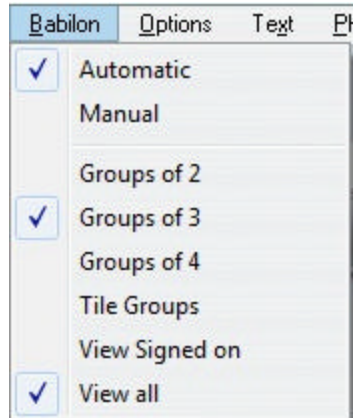 Babilon Options Text Ph
Automatic
Manual
Groups of 2
Groups of 3
Groups of 4
Tile Groups
View Signed on
View all